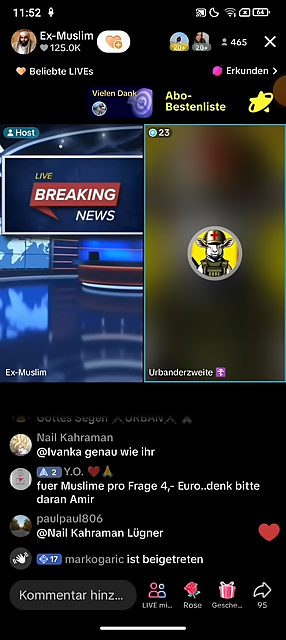 11:52
64
Ex-Muslim
125.0K
20+
20+
465
Beliebte LIVEs
Erkunden >
Vielen Dank
Abo-
Bestenliste
Host
23
LIVE
BREAKING
NEWS
Ex-Muslim
Urbanderzweite ✝️
Gottes Segen ⚔URBAN⚔
Nail Kahraman
@Ivanka genau wie ihr
2 Y.O. ❤️🙏
fuer Muslime pro Frage 4,- Euro..denk bitte
daran Amir
paulpaul806
@Nail Kahraman Lügner
17 markogaric ist beigetreten
Kommentar hinz...
LIVE mi...
Rose
Gesche...
95